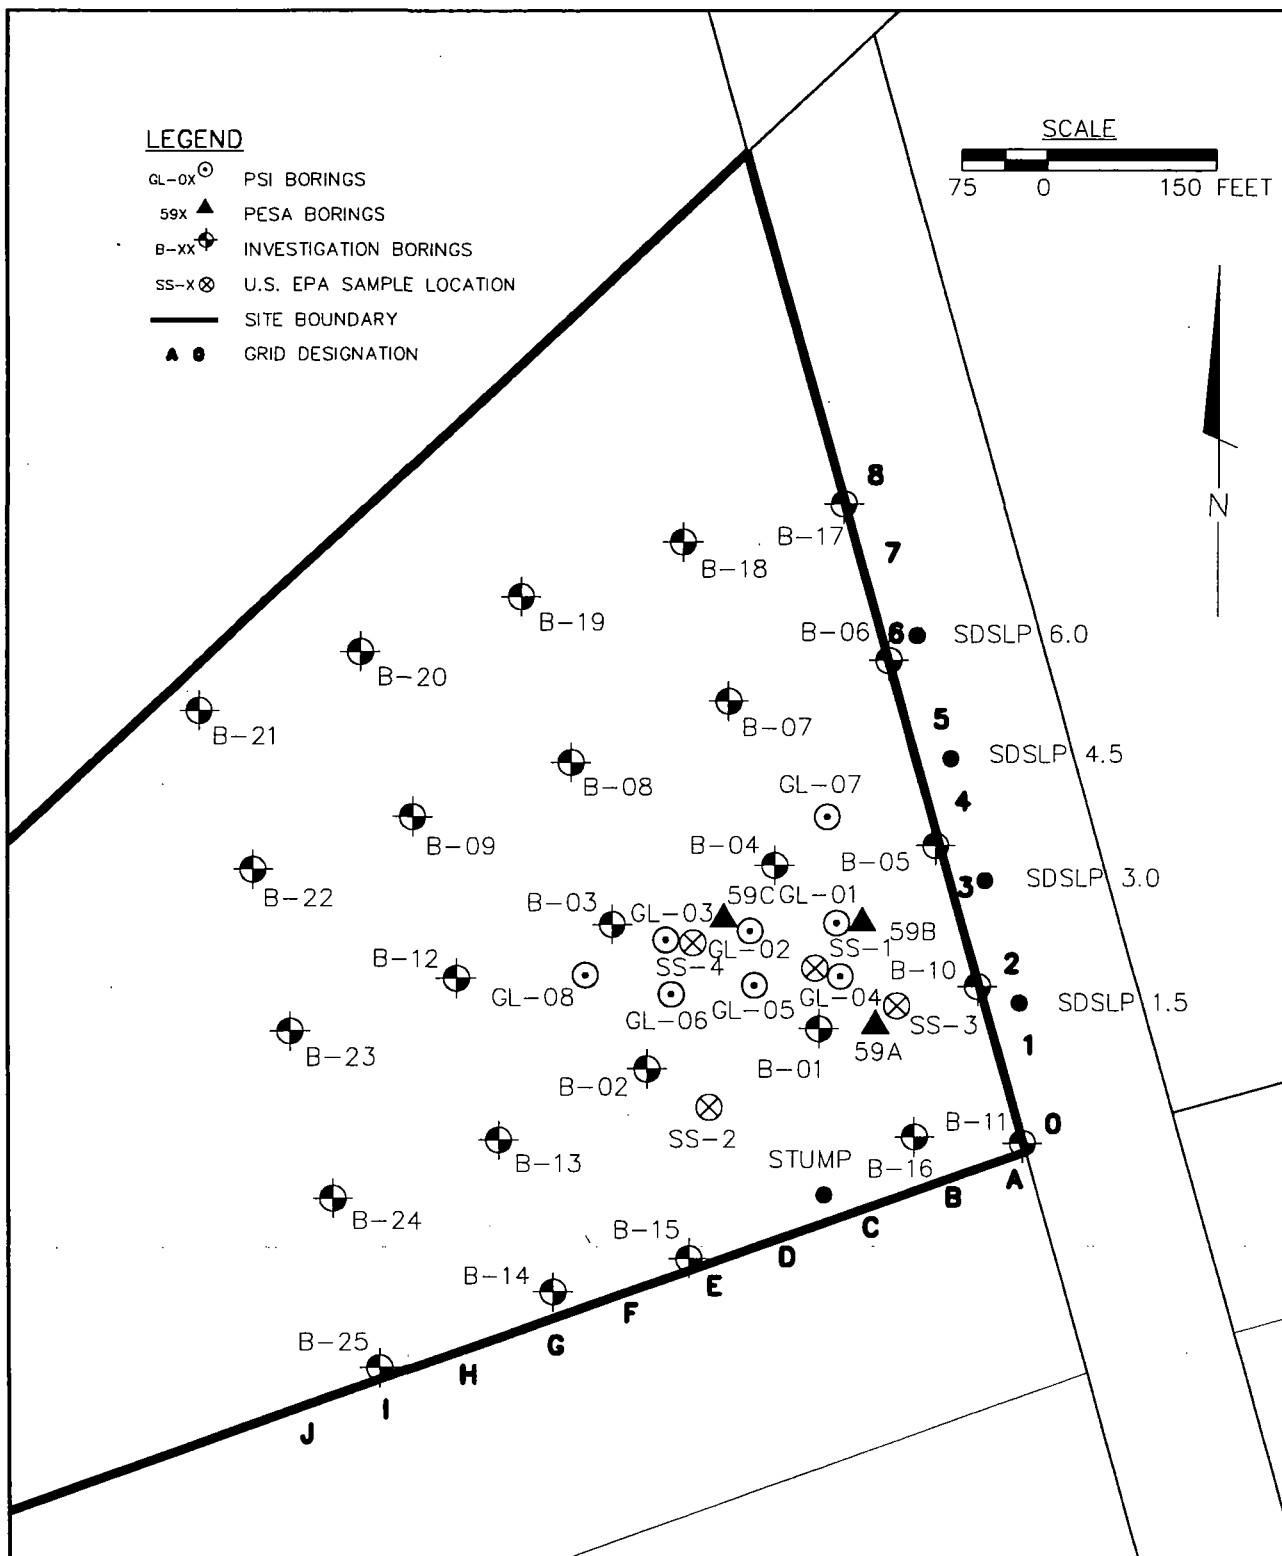 LEGEND
GL-0X PSI BORINGS
59X PESA BORINGS
B-XX INVESTIGATION BORINGS
SS-X U.S. EPA SAMPLE LOCATION
SITE BOUNDARY
A 0 GRID DESIGNATION
SCALE
75 0 150 FEET
N
8
B-17
7
B-18
B-19
B-06
6
SDSLP 6.0
B-20
B-07
5
B-21
SDSLP 4.5
B-08
GL-07
4
B-09
B-04
B-05
3
SDSLP 3.0
B-22
59C
GL-01
B-03
GL-03
59B
GL-02
SS-1
B-12
SS-4
B-10
2
GL-08
GL-05
GL-04
SDSLP 1.5
GL-06
SS-3
1
B-23
59A
B-01
B-02
SS-2
B-11
0
B-13
STUMP
B-16
A
B
B-24
C
B-15
D
B-14
E
F
B-25
G
H
I
J